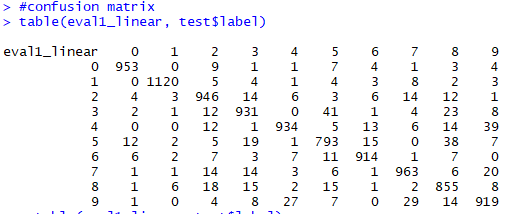 > #confusion matrix
> table(eval1_linear, test$label)
eval1_linear 0 1 2 3 4 5 6 7 8 9
0 953 0 9 1 1 7 4 1 3 4
1 0 1120 5 4 1 4 3 8 2 3
2 4 3 946 14 6 3 6 14 12 1
3 2 1 12 931 0 41 1 4 23 8
4 0 0 12 1 934 5 13 6 14 39
5 12 2 5 19 1 793 15 0 38 7
6 6 2 7 3 7 11 914 1 7 0
7 1 1 14 14 3 6 1 963 6 20
8 1 6 18 15 2 15 1 2 855 8
9 1 0 4 8 27 7 0 29 14 919